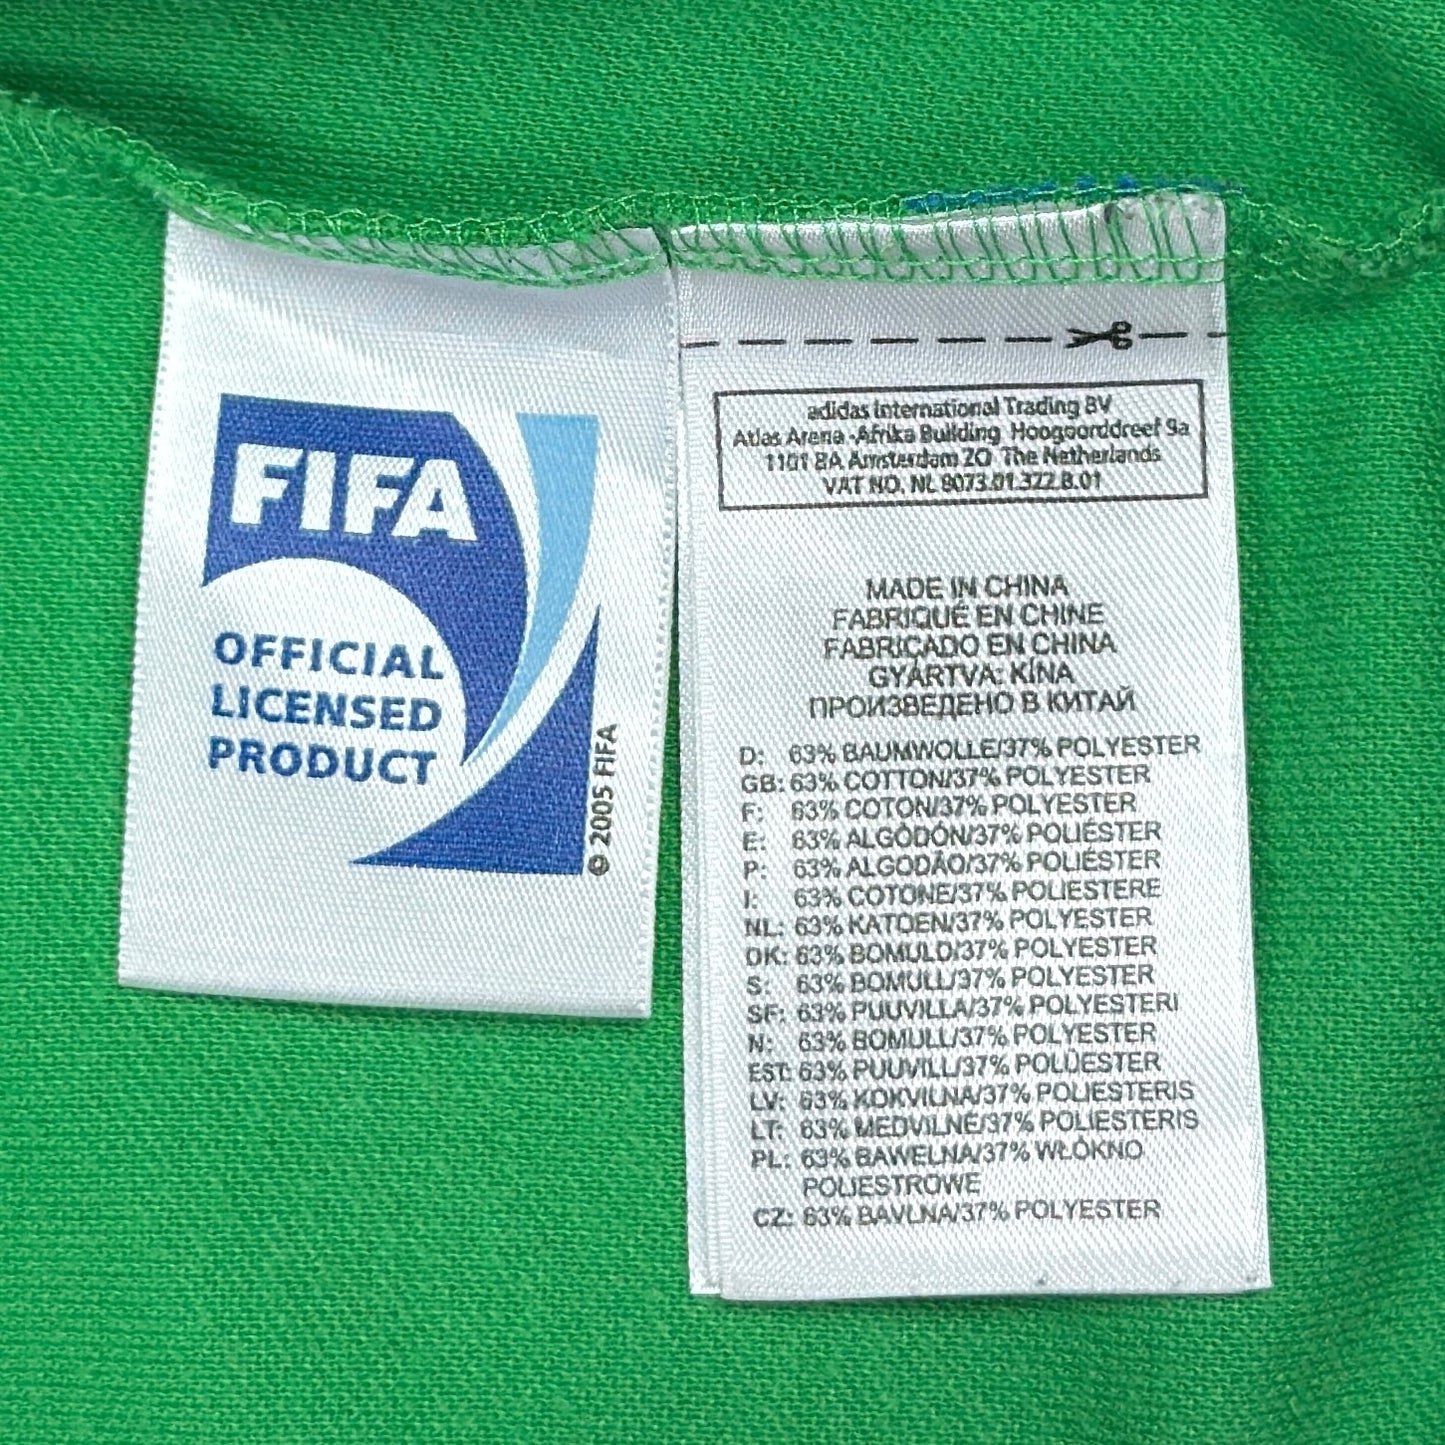 FIFA
OFFICIAL
LICENSED
PRODUCT
© 2005 FIFA
adidas International Trading BV
Atlas Arena -Afrika Building Hoogoorddreef 9a
1101 BA Amsterdam ZO The Netherlands
VAT NO. NL 8073.01.322.B.01
MADE IN CHINA
FABRIQUÉ EN CHINE
FABRICADO EN CHINA
GYÁRTVA: KÍNA
ПРОИЗВЕДЕНО В КИТАЙ
D: 63% BAUMWOLLE/37% POLYESTER
GB: 63% COTTON/37% POLYESTER
F: 63% COTON/37% POLYESTER
E: 63% ALGÒDÓN/37% POLIÉSTER
P: 63% ALGODÃO/37% POLIÉSTER
I: 63% COTONE/37% POLIESTERE
NL: 63% KATOEN/37% POLYESTER
DK: 63% BOMULD/37% POLYESTER
S: 63% BOMULL/37% POLYESTER
SF: 63% PUUVILLA/37% POLYESTERI
N: 63% BOMULL/37% POLYESTER
EST: 63% PUUVILL/37% POLÜESTER
LV: 63% KOKVILNA/37% POLIESTERIS
LT: 63% MEDVILNĖ/37% POLIESTERIS
PL: 63% BAWELNA/37% WŁÓKNO
POLIESTROWE
CZ: 63% BAVLNA/37% POLYESTER